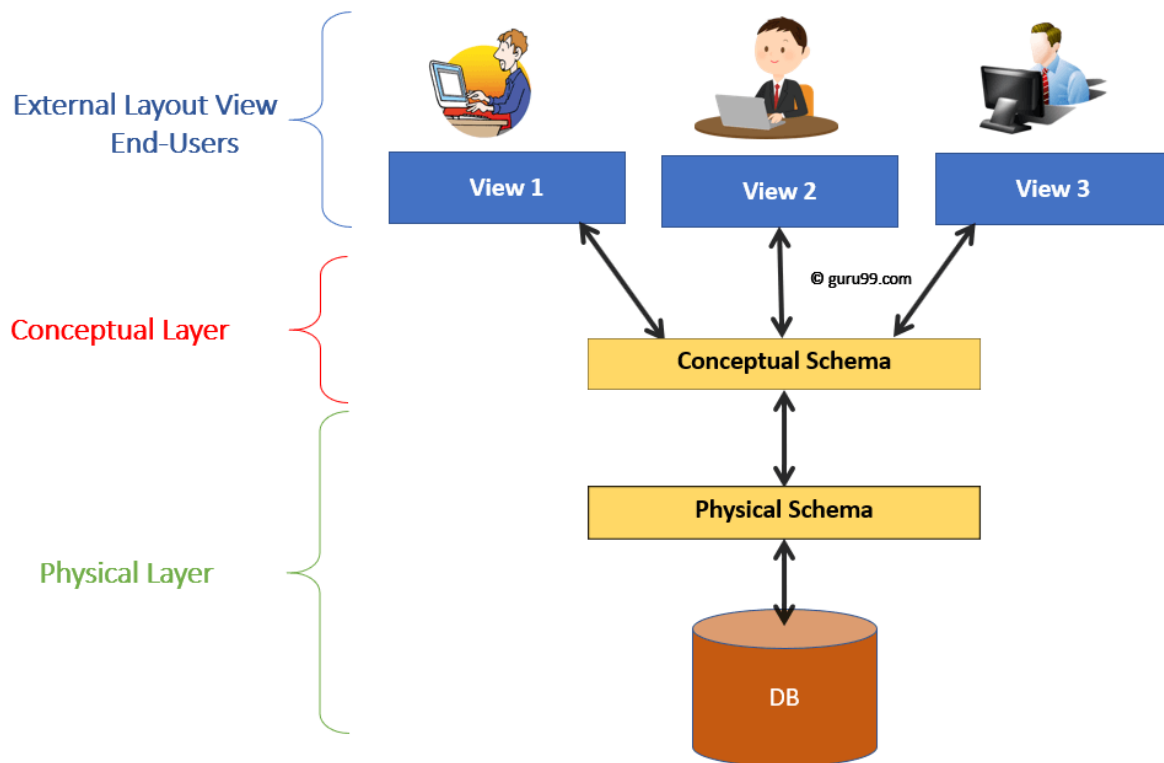 External Layout View
End-Users
View 1
View 2
View 3
© guru99.com
Conceptual Layer
Conceptual Schema
Physical Schema
Physical Layer
DB